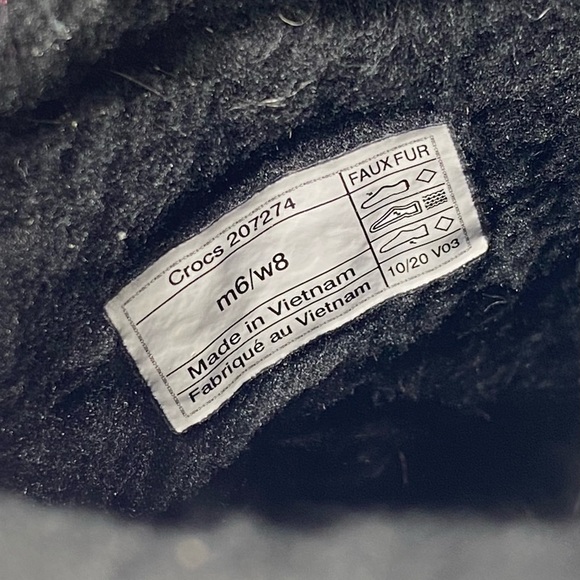 Crocs 207274
m6/w8
Made in Vietnam
Fabriqué au Vietnam
FAUX FUR
10/20 V03